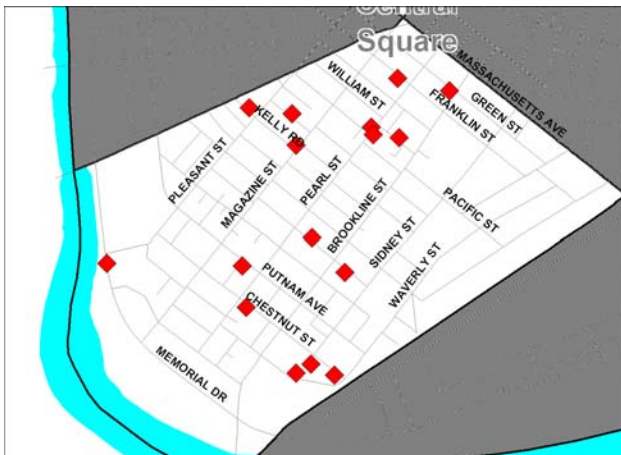 Central
Square
MASSACHUSETTS AVE
WILLIAM ST
GREEN ST
FRANKLIN ST
KELLY RD
PLEASANT ST
MAGAZINE ST
PEARL ST
BROOKLINE ST
PACIFIC ST
SIDNEY ST
WAVERLY ST
PUTNAM AVE
CHESTNUT ST
MEMORIAL DR